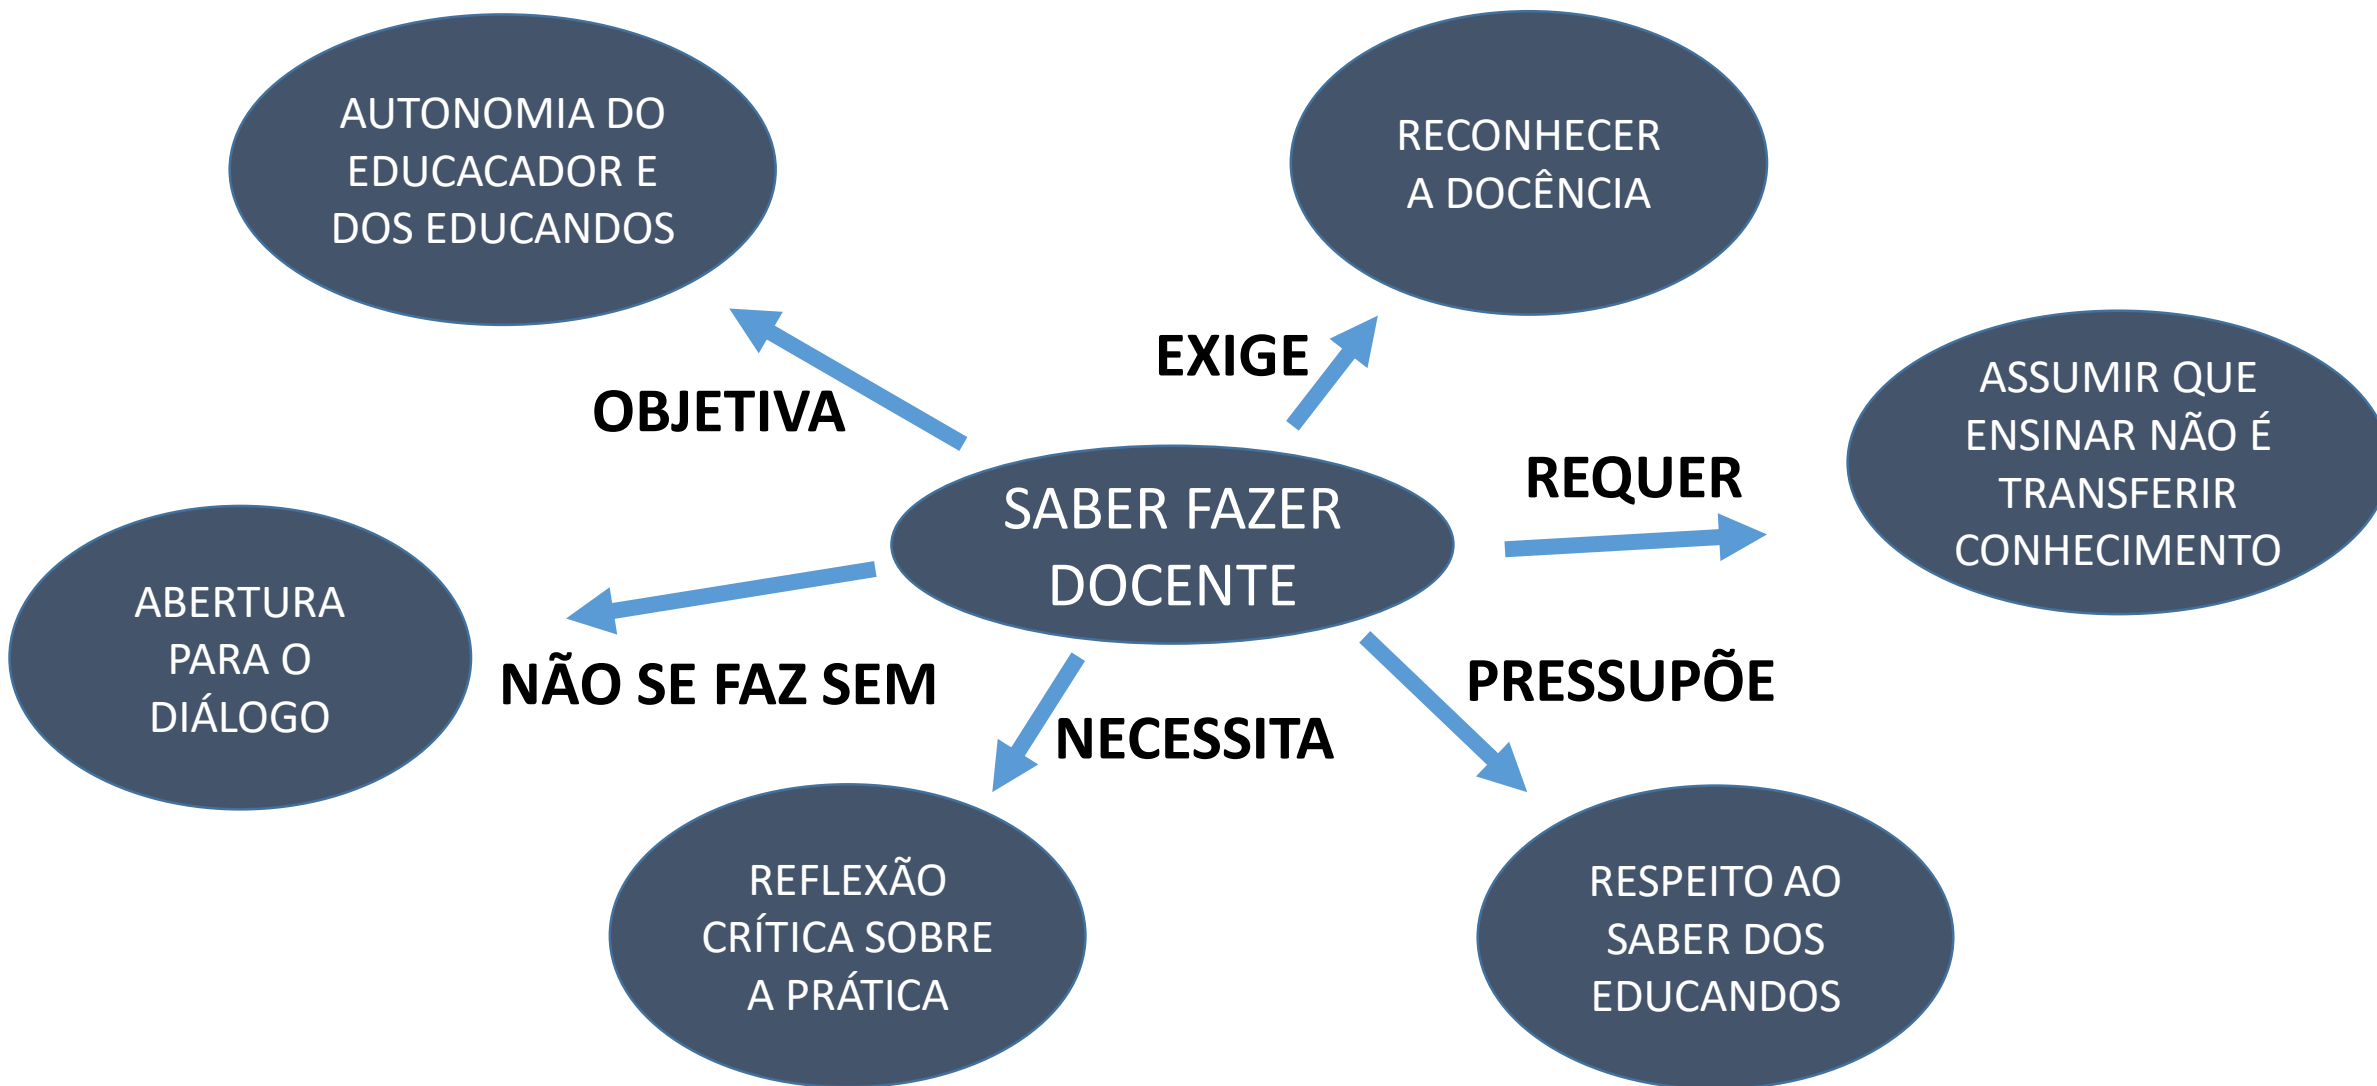 AUTONOMIA DO
EDUCACADOR E
DOS EDUCANDOS
RECONHECER
A DOCÊNCIA
EXIGE
OBJETIVA
ASSUMIR QUE
ENSINAR NÃO É
TRANSFERIR
CONHECIMENTO
REQUER
SABER FAZER
DOCENTE
ABERTURA
PARA O
DIÁLOGO
NÃO SE FAZ SEM
NECESSITA
PRESSUPÕE
REFLEXÃO
CRÍTICA SOBRE
A PRÁTICA
RESPEITO AO
SABER DOS
EDUCANDOS